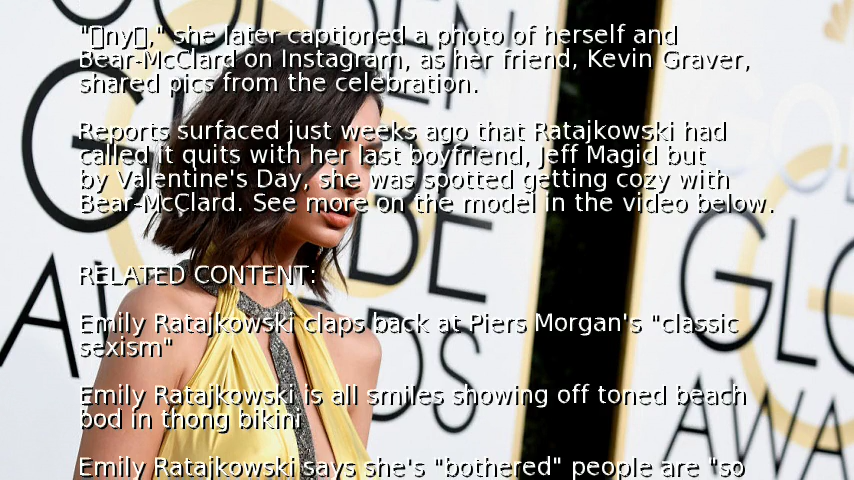 "▯ny▯," she later captioned a photo of herself and
Bear-McClard on Instagram, as her friend, Kevin Graver,
shared pics from the celebration.
Reports surfaced just weeks ago that Ratajkowski had
called it quits with her last boyfriend, Jeff Magid but
by Valentine's Day, she was spotted getting cozy with
Bear-McClard. See more on the model in the video below.
RELATED CONTENT:
Emily Ratajkowski claps back at Piers Morgan's "classic
sexism"
Emily Ratajkowski is all smiles showing off toned beach
bod in thong bikini
Emily Ratajkowski says she's "bothered" people are "so
GOLDEN
GLOBE
AWARDS